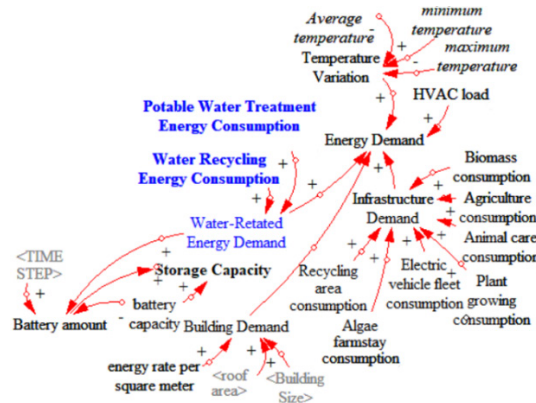 Average
temperature
minimum
temperature
maximum
temperature
Temperature
Variation
HVAC load
Potable Water Treatment
Energy Consumption
Energy Demand
Water Recycling
Energy Consumption
Biomass
consumption
Infrastructure
Demand
Agriculture
consumption
Animal care
consumption
Water-Retated
Energy Demand
<TIME
STEP>
Storage Capacity
Recycling
area
consumption
Electric
vehicle fleet
consumption
Plant
growing
consumption
battery
capacity
Battery amount
Building Demand
Algae
farmstay
consumption
energy rate per
square meter
<roof
area>
<Building
Size>